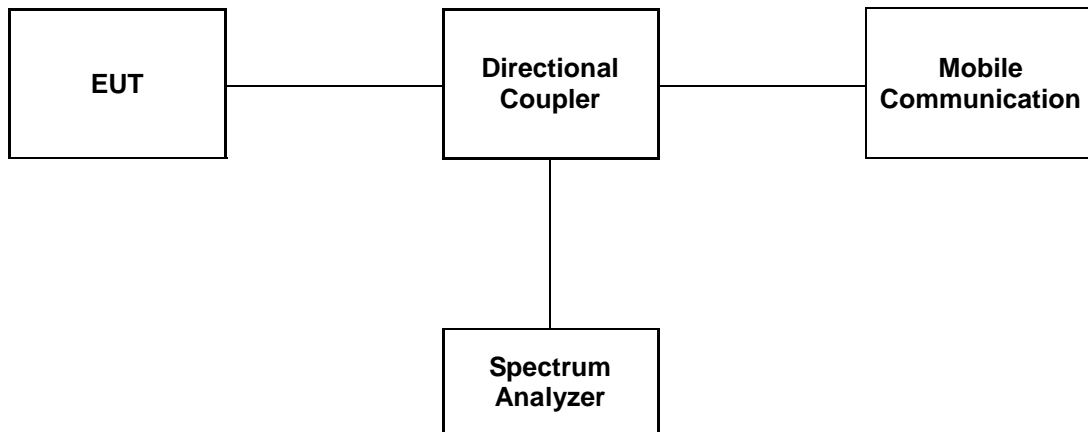 EUT
Directional
Coupler
Mobile
Communication
Spectrum
Analyzer